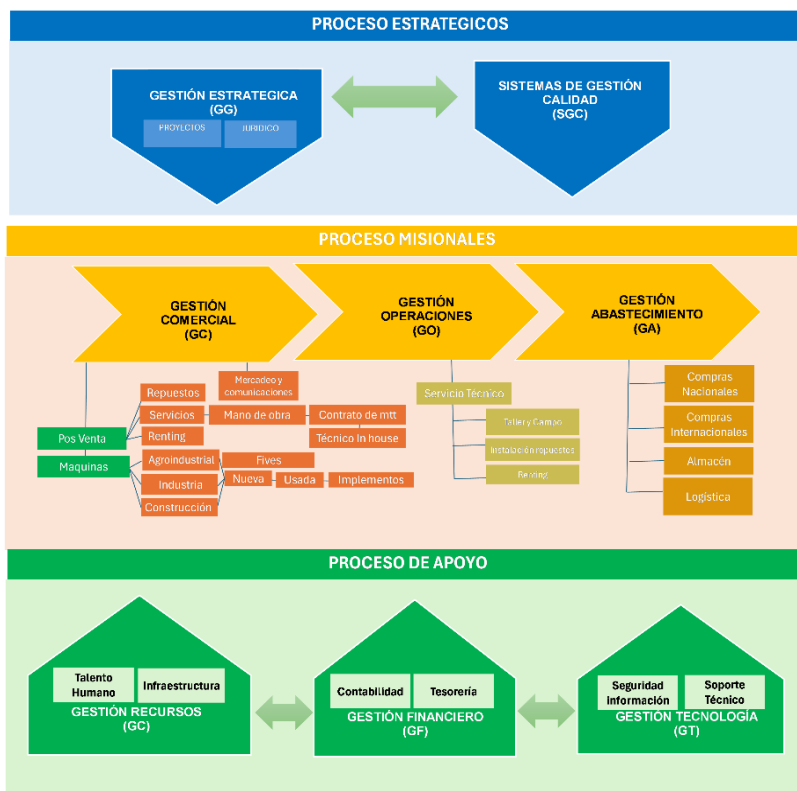 PROCESO ESTRATEGICOS
GESTIÓN ESTRATEGICA
(GG)
PROYECTOS
JURIDICO
SISTEMAS DE GESTIÓN
CALIDAD
(SGC)
PROCESO MISIONALES
GESTIÓN
COMERCIAL
(GC)
GESTIÓN
OPERACIONES
(GO)
GESTIÓN
ABASTECIMIENTO
(GA)
Mercadeo y
comunicaciones
Repuestos
Servicios
Mano de obra
Contrato de mtt
Renting
Técnico In house
Pos Venta
Maquinas
Agroindustrial
Fives
Industria
Nueva
Usada
Implementos
Construcción
Servicio Técnico
Taller y Campo
Instalación repuestos
Renting
Compras
Nacionales
Compras
Internacionales
Almacén
Logística
PROCESO DE APOYO
Talento
Humano
Infraestructura
GESTIÓN RECURSOS
(GC)
Contabilidad
Tesorería
GESTIÓN FINANCIERO
(GF)
Seguridad
Información
Soporte
Técnico
GESTIÓN TECNOLOGÍA
(GT)